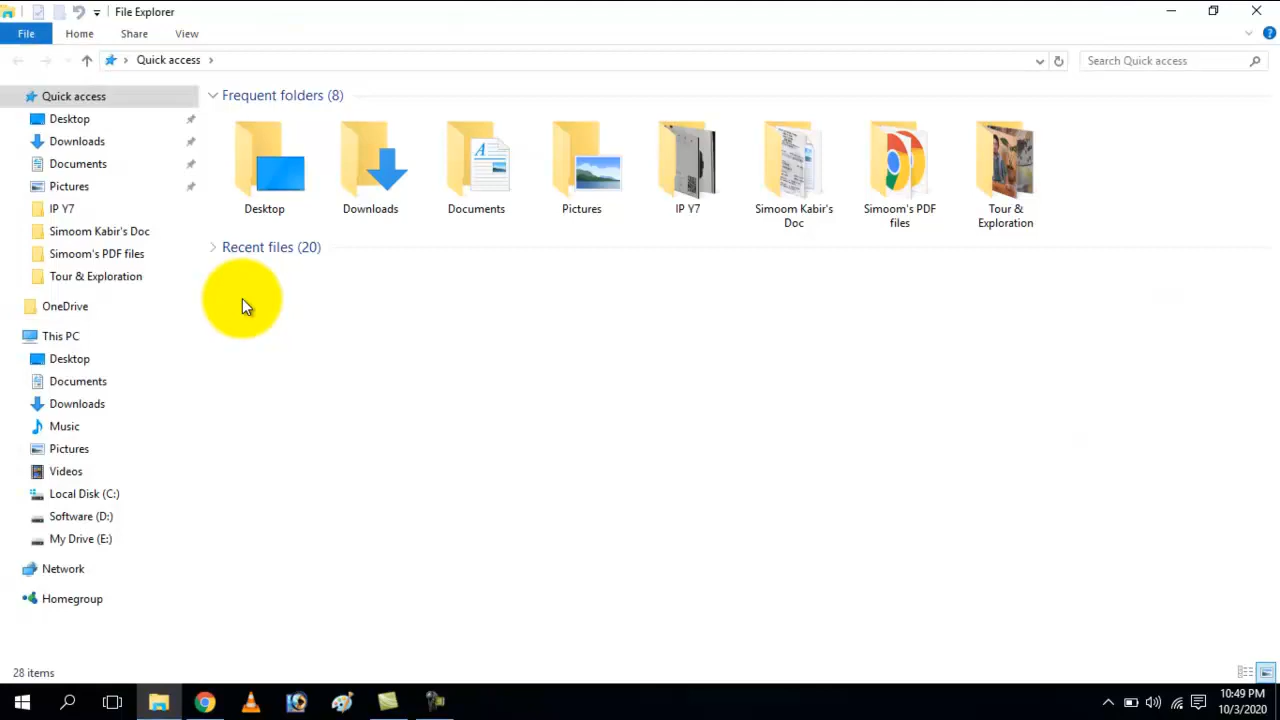 File Explorer
File Home Share View
Quick access
Search Quick access
Quick access
Desktop
Downloads
Documents
Pictures
IP Y7
Simoom Kabir's Doc
Simoom's PDF files
Tour & Exploration
OneDrive
This PC
Desktop
Documents
Downloads
Music
Pictures
Videos
Local Disk (C:)
Software (D:)
My Drive (E:)
Network
Homegroup
Frequent folders (8)
Desktop
Downloads
Documents
Pictures
IP Y7
Simoom Kabir's
Doc
Simoom's PDF
files
Tour &
Exploration
Recent files (20)
28 items
10:49 PM
10/3/2020